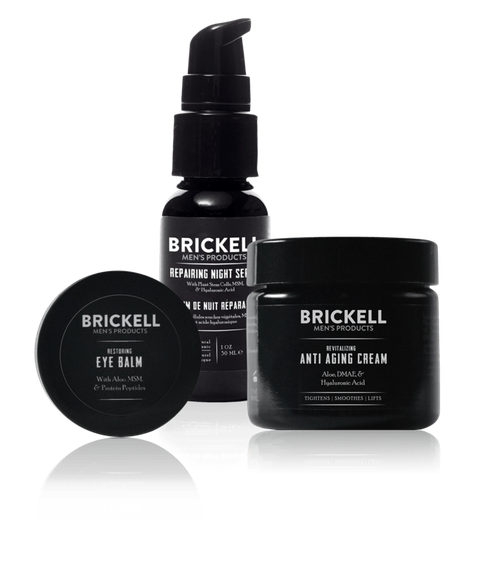 BRICKELL
MEN'S PRODUCTS
REPAIRING NIGHT SE
With Plant Stem Cells, MSM,
& Hyaluronic Acid
DE NUIT
1 OZ
30 ML
BRICKELL
MEN'S PRODUCTS
RESTORING
EYE BALM
With Aloe, MSM,
& Protein Peptides
BRICKELL
MEN'S PRODUCTS
REVITALIZING
ANTI AGING CREAM
Aloe, DMAE, &
Hyaluronic Acid
TIGHTENS | SMOOTHES | LIFTS